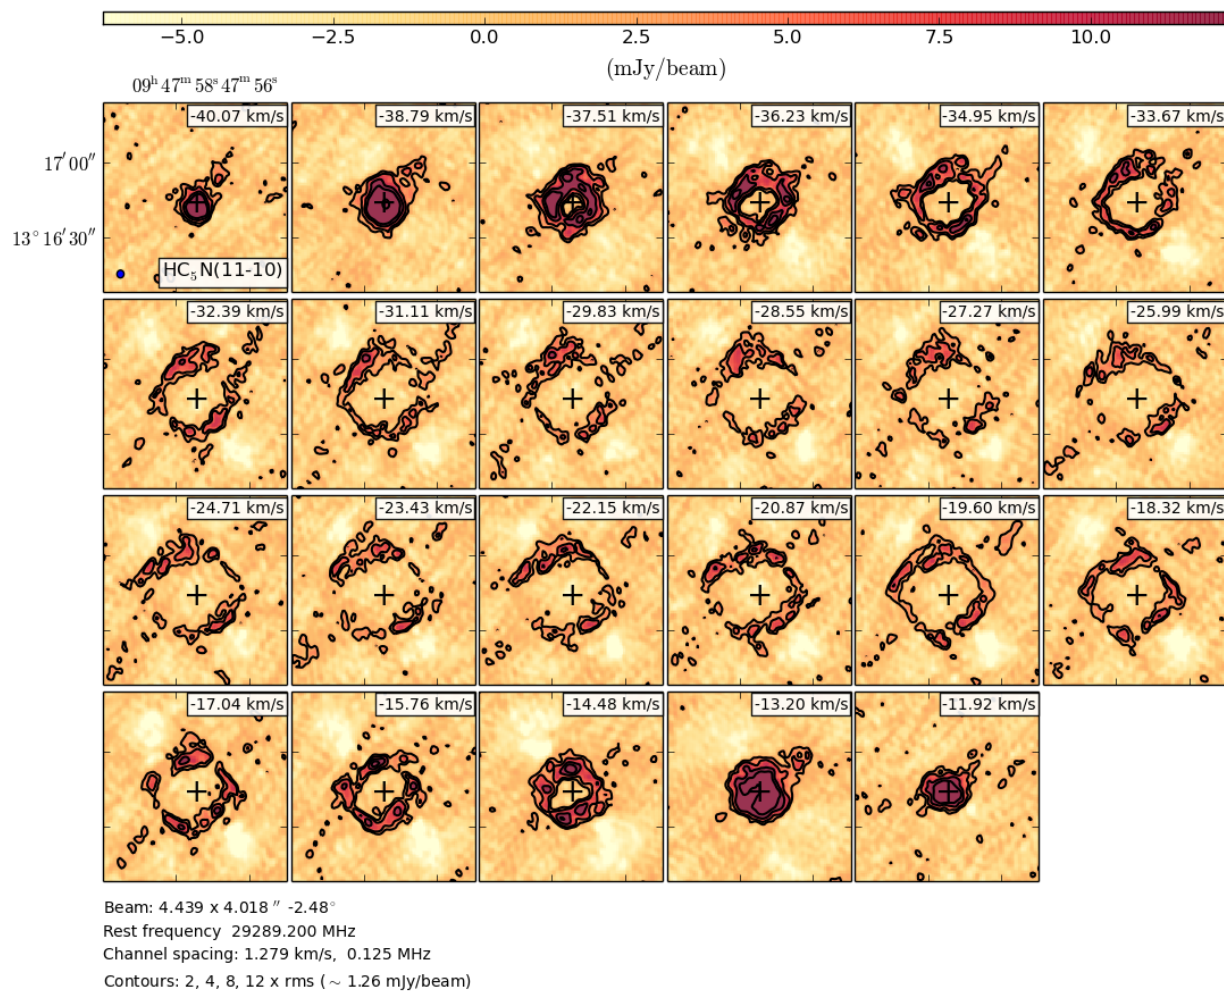 −5.0 −2.5 0.0 2.5 5.0 7.5 10.0
(mJy/beam)
09h 47m 58s 47m 56s
-40.07 km/s -38.79 km/s -37.51 km/s -36.23 km/s -34.95 km/s -33.67 km/s
17′ 00″
13° 16′ 30″
HC5N(11-10)
-32.39 km/s -31.11 km/s -29.83 km/s -28.55 km/s -27.27 km/s -25.99 km/s
-24.71 km/s -23.43 km/s -22.15 km/s -20.87 km/s -19.60 km/s -18.32 km/s
-17.04 km/s -15.76 km/s -14.48 km/s -13.20 km/s -11.92 km/s
Beam: 4.439 x 4.018 ″ -2.48°
Rest frequency 29289.200 MHz
Channel spacing: 1.279 km/s, 0.125 MHz
Contours: 2, 4, 8, 12 x rms (∼ 1.26 mJy/beam)